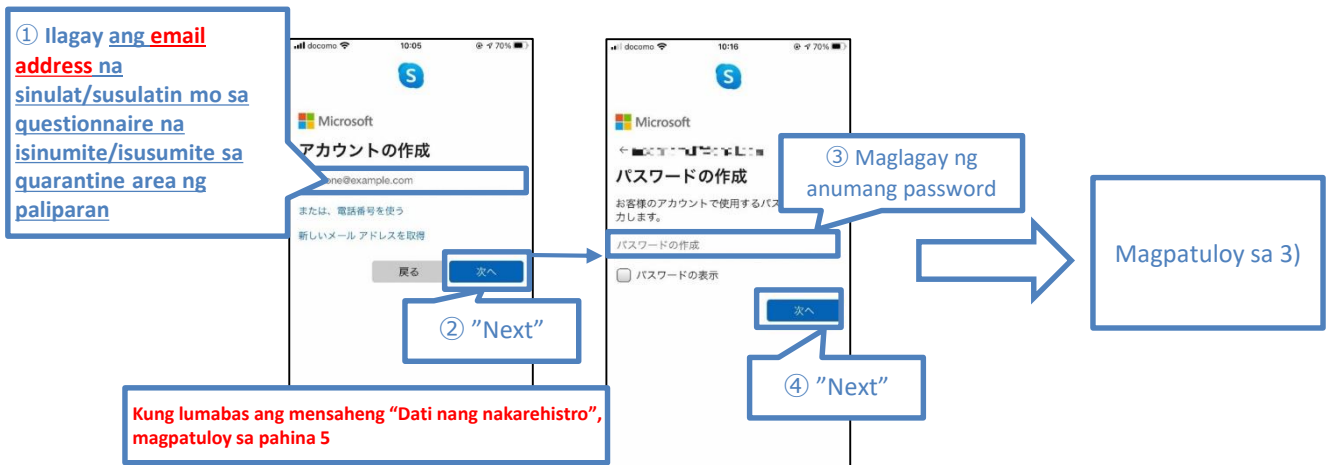 ① Ilagay ang email
address na
sinulat/susulatin mo sa
questionnaire na
isinumite/isusumite sa
quarantine area ng
paliparan
docomo 10:05 70%
S
Microsoft
アカウントの作成
one@example.com
または、電話番号を使う
新しいメール アドレスを取得
戻る 次へ
② ”Next”
Kung lumabas ang mensaheng “Dati nang nakarehistro”,
magpatuloy sa pahina 5
docomo 10:16 70%
S
Microsoft
←
パスワードの作成
お客様のアカウントで使用するパス
力します。
パスワードの作成
パスワードの表示
次へ
③ Maglagay ng
anumang password
④ ”Next”
Magpatuloy sa 3)